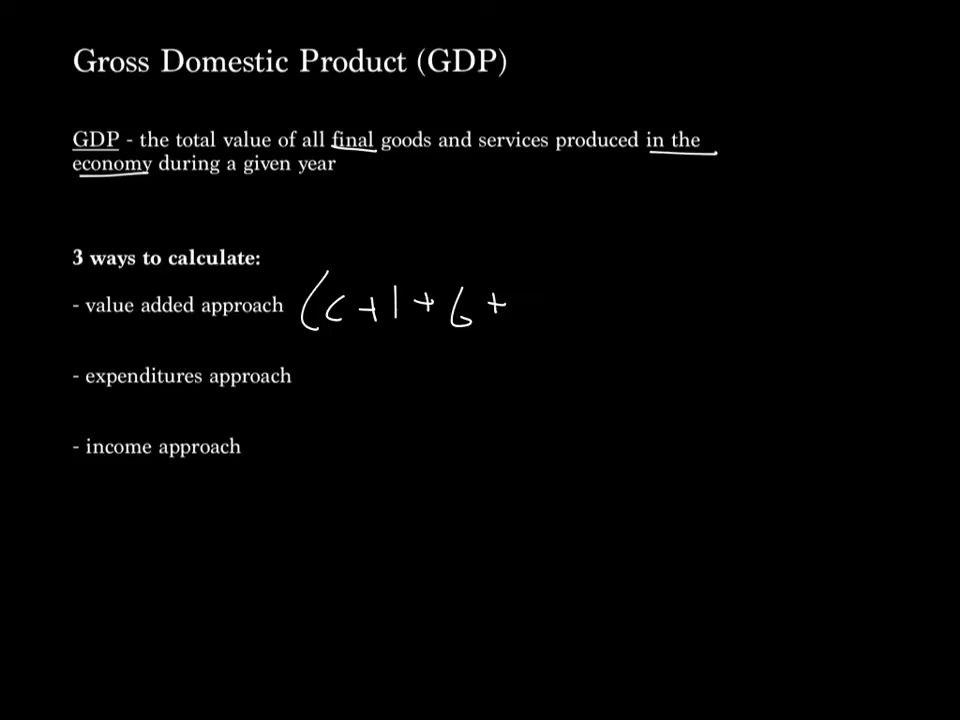 Gross Domestic Product (GDP)
GDP - the total value of all final goods and services produced in the
economy during a given year
3 ways to calculate:
- value added approach (C + I + G +
- expenditures approach
- income approach